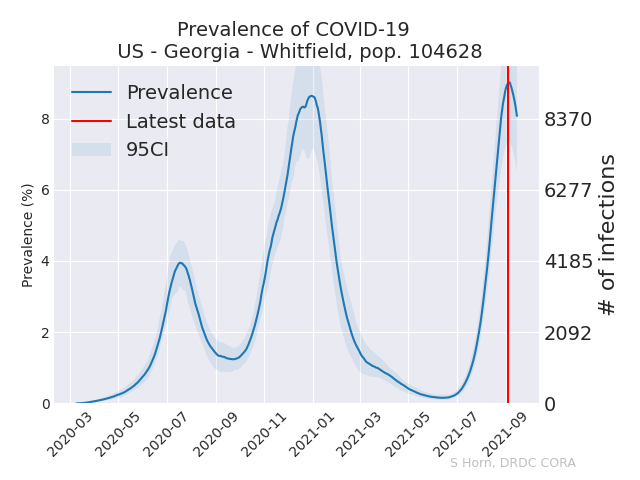 Prevalence of COVID-19
US - Georgia - Whitfield, pop. 104628
Prevalence
Latest data
95CI
Prevalence (%)
8
6
4
2
0
8370
6277
4185
2092
0
# of infections
2020-03
2020-05
2020-07
2020-09
2020-11
2021-01
2021-03
2021-05
2021-07
2021-09
S Horn, DRDC CORA